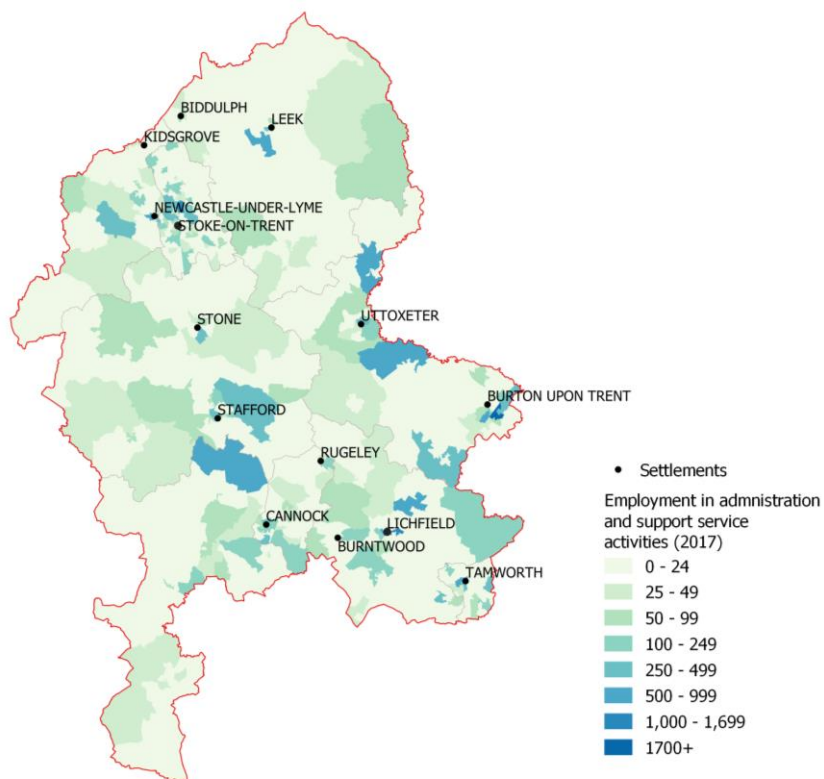 BIDDULPH
LEEK
KIDSGROVE
NEWCASTLE-UNDER-LYME
STOKE-ON-TRENT
STONE
UTTOXETER
BURTON UPON TRENT
STAFFORD
RUGELEY
CANNOCK
LICHFIELD
BURNTWOOD
TAMWORTH
Settlements
Employment in admnistration
and support service
activities (2017)
0 - 24
25 - 49
50 - 99
100 - 249
250 - 499
500 - 999
1,000 - 1,699
1700+